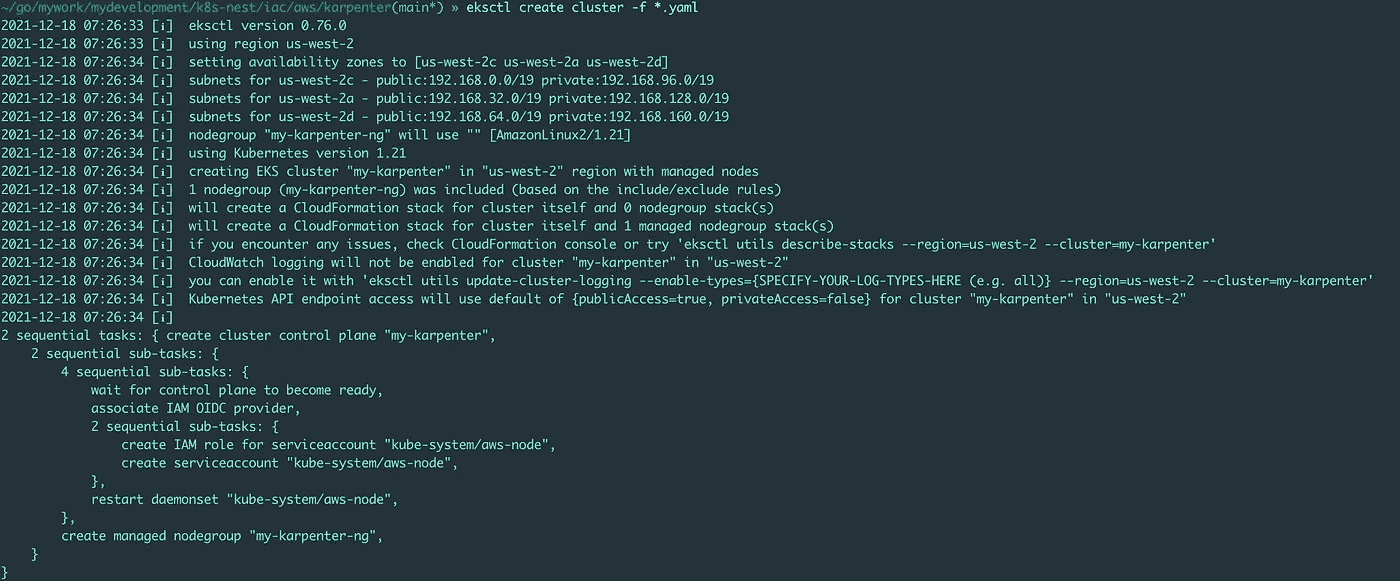 ~/go/mywork/mydevelopment/k8s-nest/iac/aws/karpenter(main*) » eksctl create cluster -f *.yaml
2021-12-18 07:26:33 [ℹ]  eksctl version 0.76.0
2021-12-18 07:26:33 [ℹ]  using region us-west-2
2021-12-18 07:26:34 [ℹ]  setting availability zones to [us-west-2c us-west-2a us-west-2d]
2021-12-18 07:26:34 [ℹ]  subnets for us-west-2c - public:192.168.0.0/19 private:192.168.96.0/19
2021-12-18 07:26:34 [ℹ]  subnets for us-west-2a - public:192.168.32.0/19 private:192.168.128.0/19
2021-12-18 07:26:34 [ℹ]  subnets for us-west-2d - public:192.168.64.0/19 private:192.168.160.0/19
2021-12-18 07:26:34 [ℹ]  nodegroup "my-karpenter-ng" will use "" [AmazonLinux2/1.21]
2021-12-18 07:26:34 [ℹ]  using Kubernetes version 1.21
2021-12-18 07:26:34 [ℹ]  creating EKS cluster "my-karpenter" in "us-west-2" region with managed nodes
2021-12-18 07:26:34 [ℹ]  1 nodegroup (my-karpenter-ng) was included (based on the include/exclude rules)
2021-12-18 07:26:34 [ℹ]  will create a CloudFormation stack for cluster itself and 0 nodegroup stack(s)
2021-12-18 07:26:34 [ℹ]  will create a CloudFormation stack for cluster itself and 1 managed nodegroup stack(s)
2021-12-18 07:26:34 [ℹ]  if you encounter any issues, check CloudFormation console or try 'eksctl utils describe-stacks --region=us-west-2 --cluster=my-karpenter'
2021-12-18 07:26:34 [ℹ]  CloudWatch logging will not be enabled for cluster "my-karpenter" in "us-west-2"
2021-12-18 07:26:34 [ℹ]  you can enable it with 'eksctl utils update-cluster-logging --enable-types={SPECIFY-YOUR-LOG-TYPES-HERE (e.g. all)} --region=us-west-2 --cluster=my-karpenter'
2021-12-18 07:26:34 [ℹ]  Kubernetes API endpoint access will use default of {publicAccess=true, privateAccess=false} for cluster "my-karpenter" in "us-west-2"
2021-12-18 07:26:34 [ℹ]
2 sequential tasks: { create cluster control plane "my-karpenter",
    2 sequential sub-tasks: {
        4 sequential sub-tasks: {
            wait for control plane to become ready,
            associate IAM OIDC provider,
            2 sequential sub-tasks: {
                create IAM role for serviceaccount "kube-system/aws-node",
                create serviceaccount "kube-system/aws-node",
            },
            restart daemonset "kube-system/aws-node",
        },
        create managed nodegroup "my-karpenter-ng",
    }
}